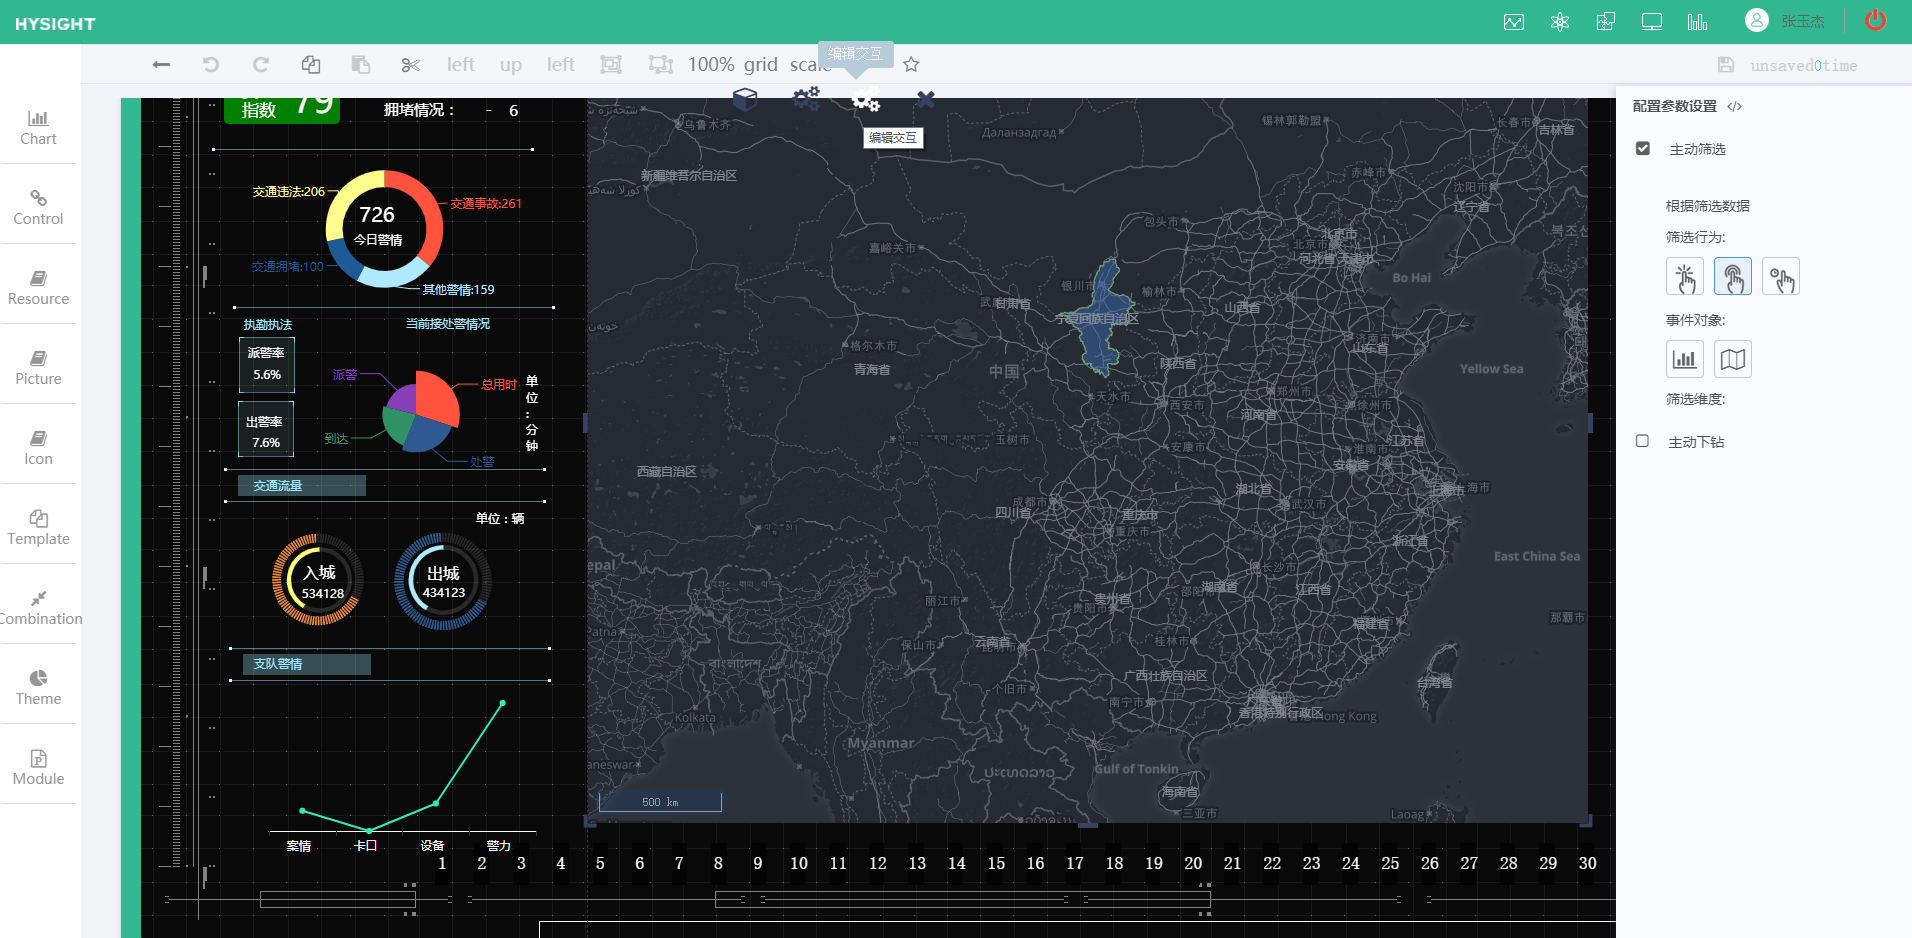 HYSIGHT
张玉杰
left
up
left
100%
grid
scale
编辑交互
unsaved0time
编辑交互
Chart
Control
Resource
Picture
Icon
Template
Combination
Theme
Module
指数
79
拥堵情况：
-
6
交通违法:206
交通事故:261
726
今日警情
交通拥堵:100
其他警情:159
执勤执法
当前接处警情况
派警率
5.6%
出警率
7.6%
派警
总用时
到达
处警
单位：分钟
交通流量
单位：辆
入城
534128
出城
434123
支队警情
案情
卡口
设备
警力
1 2 3 4 5 6 7 8 9 10 11 12 13 14 15 16 17 18 19 20 21 22 23 24 25 26 27 28 29 30
乌鲁木齐
Даланзадгад
锡林郭勒盟
长春市
吉林省
新疆维吾尔自治区
赤峰市
沈阳市
辽宁省
包头市
北京市
北京市
嘉峪关市
河北省
天津市
Bo Hai
银川市
榆林市
甘肃省
宁夏回族自治区
山西省
济南市
山东省
格尔木市
青海省
中国
陕西省
Yellow Sea
天水市
西安市
郑州市
河南省
徐州市
玉树市
安康市
江苏省
淮南市
安徽省
西藏自治区
湖北省
武汉市
上海市
海市
成都市
四川省
重庆市
重庆市
浙江省
East China Sea
epal
长沙市
湖南省
江西省
邵阳市
丽江市
贵阳市
贵州省
福建省
那霸市
Patna
保山市
云南省
昆明市
桂林市
广西壮族自治区
个旧市
南宁市
台湾省
香港特别行政区
Hong Kong
Kolkata
Myanmar
aneswar
Gulf of Tonkin
海南省
三亚市
Laoag
500 km
配置参数设置
主动筛选
根据筛选数据
筛选行为:
事件对象:
筛选维度:
主动下钻